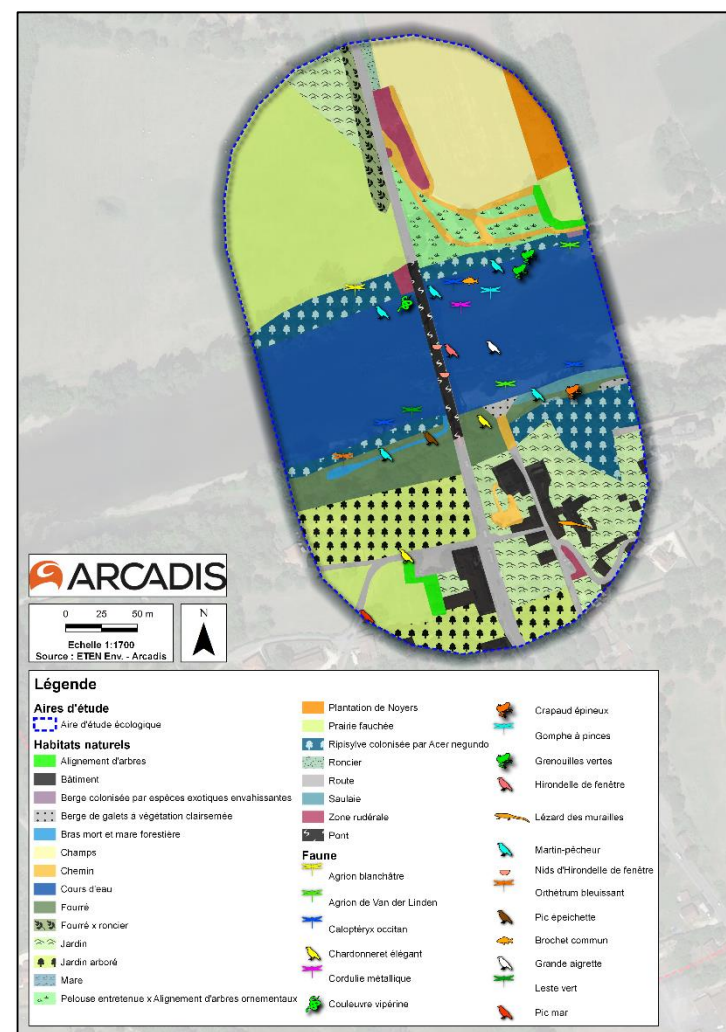 ARCADIS
0 25 50 m
N
Echelle 1:1700
Source : ETEN Env. - Arcadis
Légende
Aires d'étude
Aire d'étude écologique
Habitats naturels
Alignement d'arbres
Bâtiment
Berge colonisée par espèces exotiques envahissantes
Berge de galets à végétation clairsemée
Bras mort et mare forestière
Champs
Chemin
Cours d'eau
Fourré
Fourré x roncier
Jardin
Jardin arboré
Mare
Pelouse entretenue x Alignement d'arbres ornementaux
Plantation de Noyers
Prairie fauchée
Ripisylve colonisée par Acer negundo
Roncier
Route
Saulaie
Zone rudérale
Pont
Faune
Agrion blanchâtre
Agrion de Van der Linden
Caloptéryx occitan
Chardonneret élégant
Cordulie métallique
Couleuvre vipérine
Crapaud épineux
Gomphe à pinces
Grenouilles vertes
Hirondelle de fenêtre
Lézard des murailles
Martin-pêcheur
Nids d'Hirondelle de fenêtre
Orthétrum bleuissant
Pic épeichette
Brochet commun
Grande aigrette
Leste vert
Pic mar